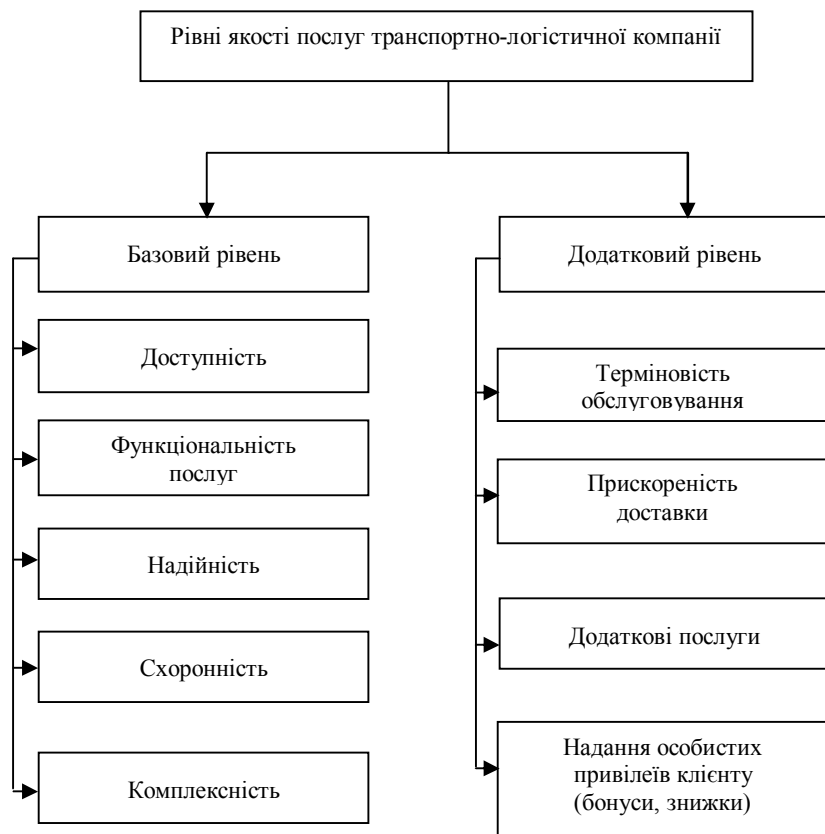 Рівні якості послуг транспортно-логістичної компанії
Базовий рівень
Доступність
Функціональність
послуг
Надійність
Схоронність
Комплексність
Додатковий рівень
Терміновість
обслуговування
Прискореність
доставки
Додаткові послуги
Надання особистих
привілеїв клієнту
(бонуси, знижки)